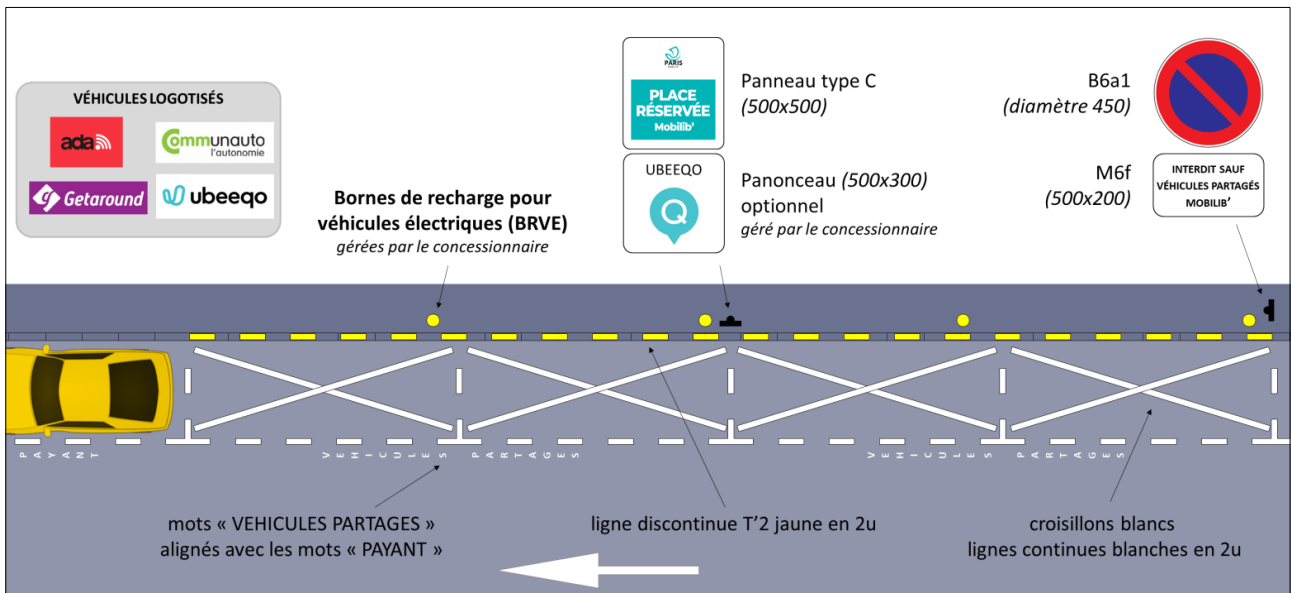 VÉHICULES LOGOTISÉS
ada
Communauto
l'autonomie
Getaround
ubeeqo
Bornes de recharge pour
véhicules électriques (BRVE)
gérées par le concessionnaire
PARIS
PLACE
RÉSERVÉE
Mobilib'
UBEEQO
Panneau type C
(500x500)
Panonceau (500x300)
optionnel
géré par le concessionnaire
B6a1
(diamètre 450)
M6f
(500x200)
INTERDIT SAUF
VÉHICULES PARTAGÉS
MOBILIB'
PAYANT
VEHICULES
PARTAGES
VEHICULES
PARTAGES
mots « VEHICULES PARTAGES »
alignés avec les mots « PAYANT »
ligne discontinue T'2 jaune en 2u
croisillons blancs
lignes continues blanches en 2u